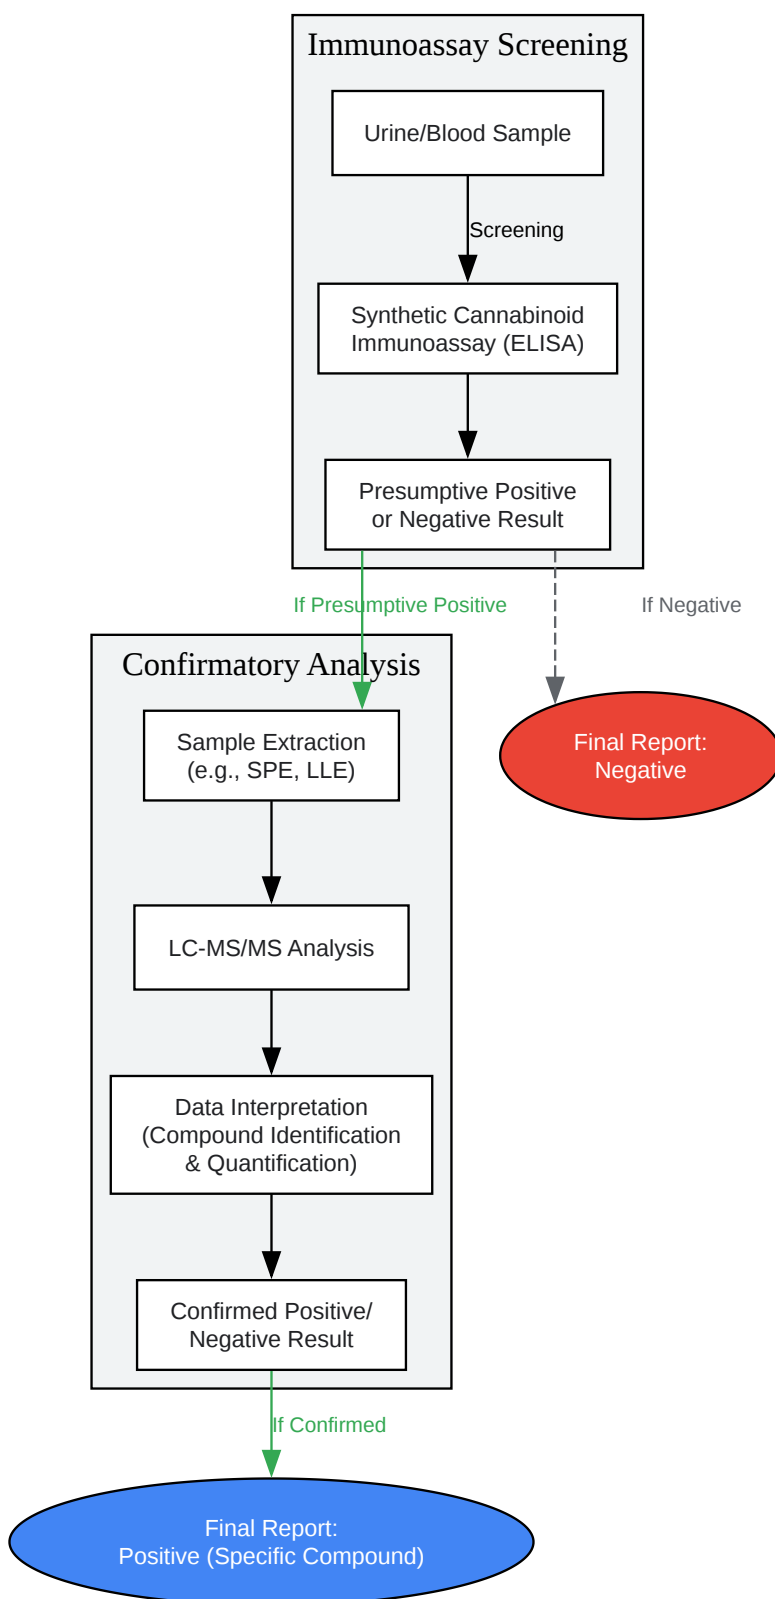 Immunoassay Screening
Urine/Blood Sample
Screening
Synthetic Cannabinoid
Immunoassay (ELISA)
Presumptive Positive
or Negative Result
If Presumptive Positive
If Negative
Confirmatory Analysis
Sample Extraction
(e.g., SPE, LLE)
Final Report:
Negative
LC-MS/MS Analysis
Data Interpretation
(Compound Identification
& Quantification)
Confirmed Positive/
Negative Result
If Confirmed
Final Report:
Positive (Specific Compound)